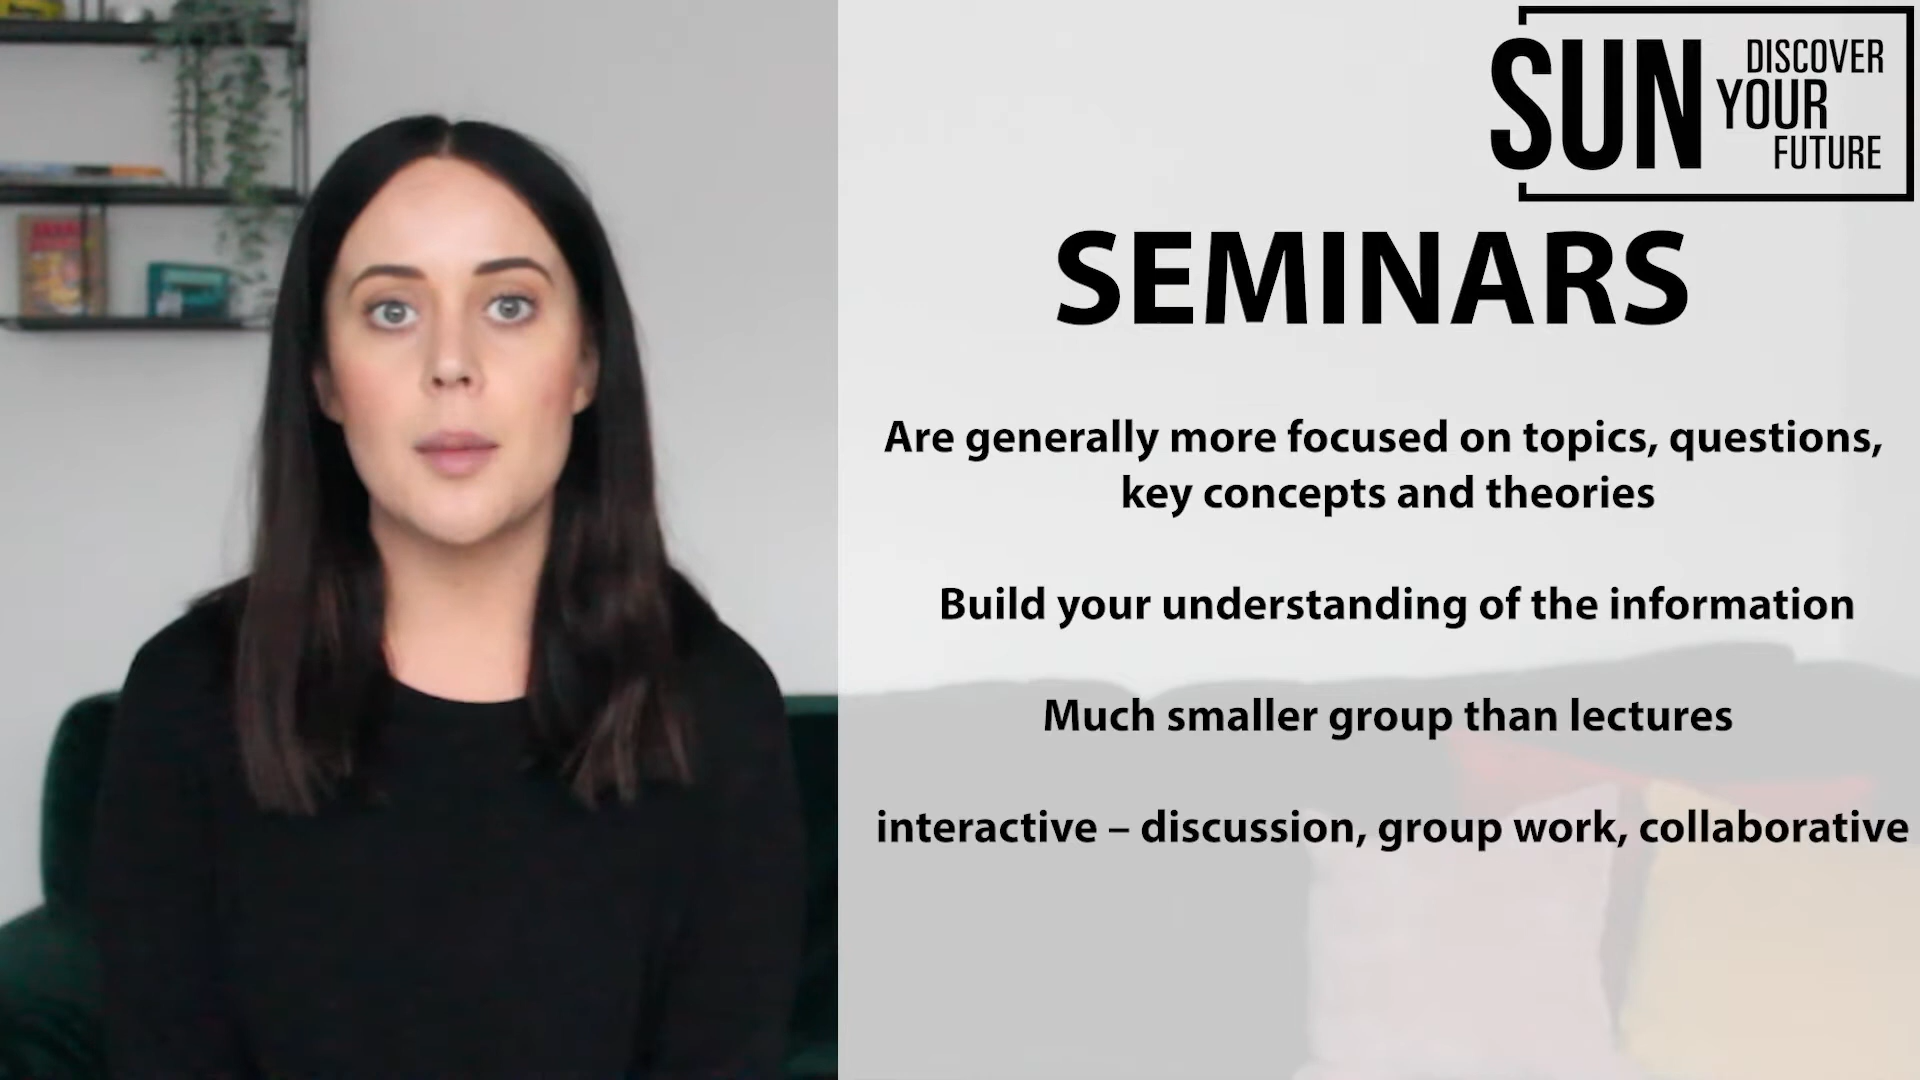 SUN
DISCOVER
YOUR
FUTURE
SEMINARS
Are generally more focused on topics, questions,
key concepts and theories
Build your understanding of the information
Much smaller group than lectures
interactive – discussion, group work, collaborative